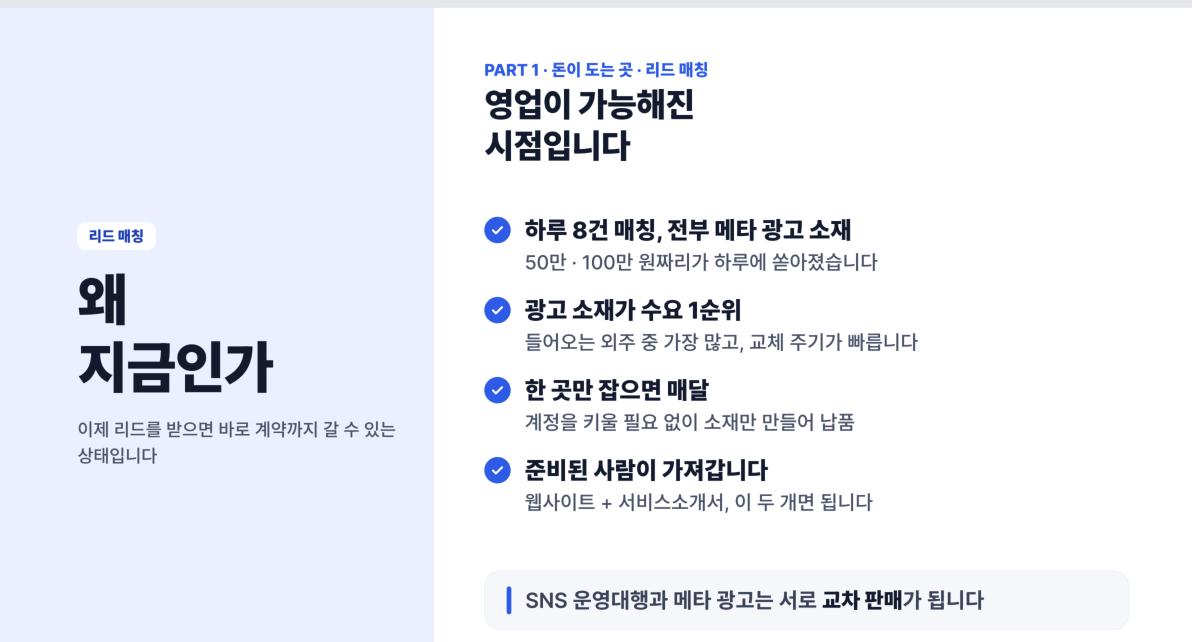 리드 매칭
왜
지금인가
이제 리드를 받으면 바로 계약까지 갈 수 있는
상태입니다
PART 1 · 돈이 도는 곳 · 리드 매칭
영업이 가능해진
시점입니다
하루 8건 매칭, 전부 메타 광고 소재
50만 · 100만 원짜리가 하루에 쏟아졌습니다
광고 소재가 수요 1순위
들어오는 외주 중 가장 많고, 교체 주기가 빠릅니다
한 곳만 잡으면 매달
계정을 키울 필요 없이 소재만 만들어 납품
준비된 사람이 가져갑니다
웹사이트 + 서비스소개서, 이 두 개면 됩니다
SNS 운영대행과 메타 광고는 서로 교차 판매가 됩니다